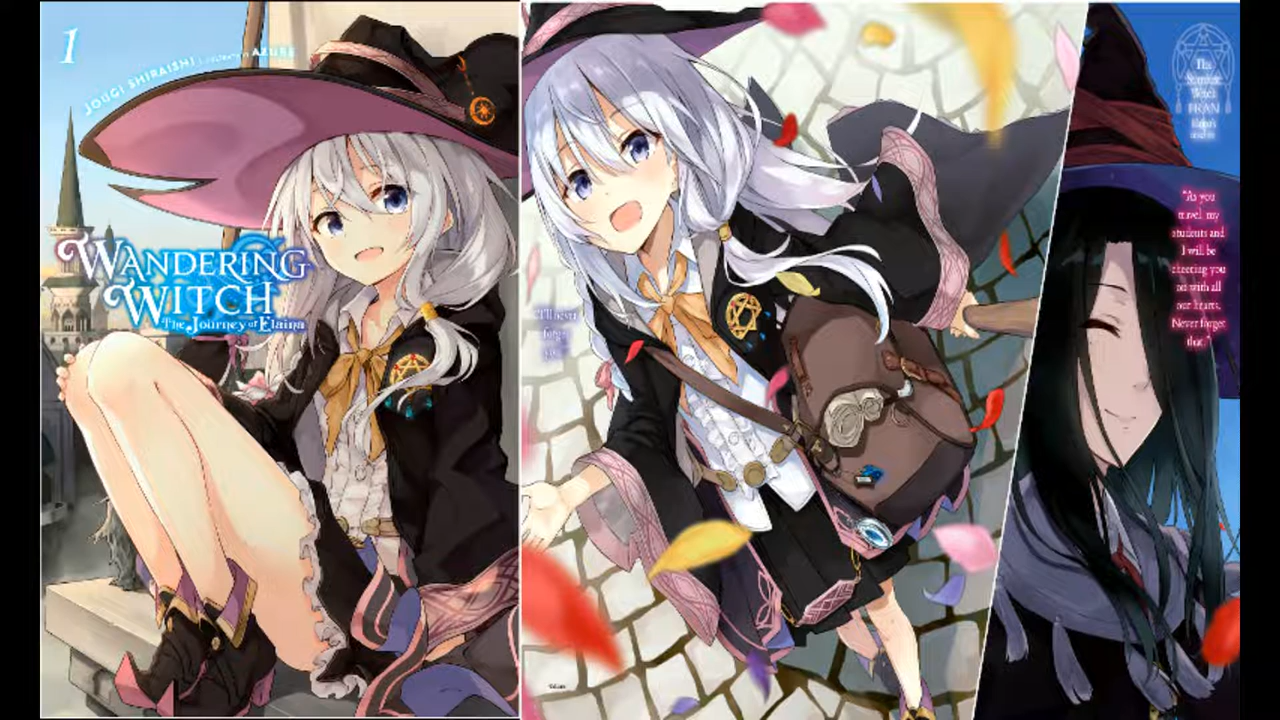 1
JOUGI SHIRAISHI
AZURE
WANDERING
WITCH
The Journey of Elaina
"I'll never
forget
The
Stardust
Witch
FRAN
"As you
travel, my
students and
I will be
cheering you
on with all
our hearts.
Never forget
that."